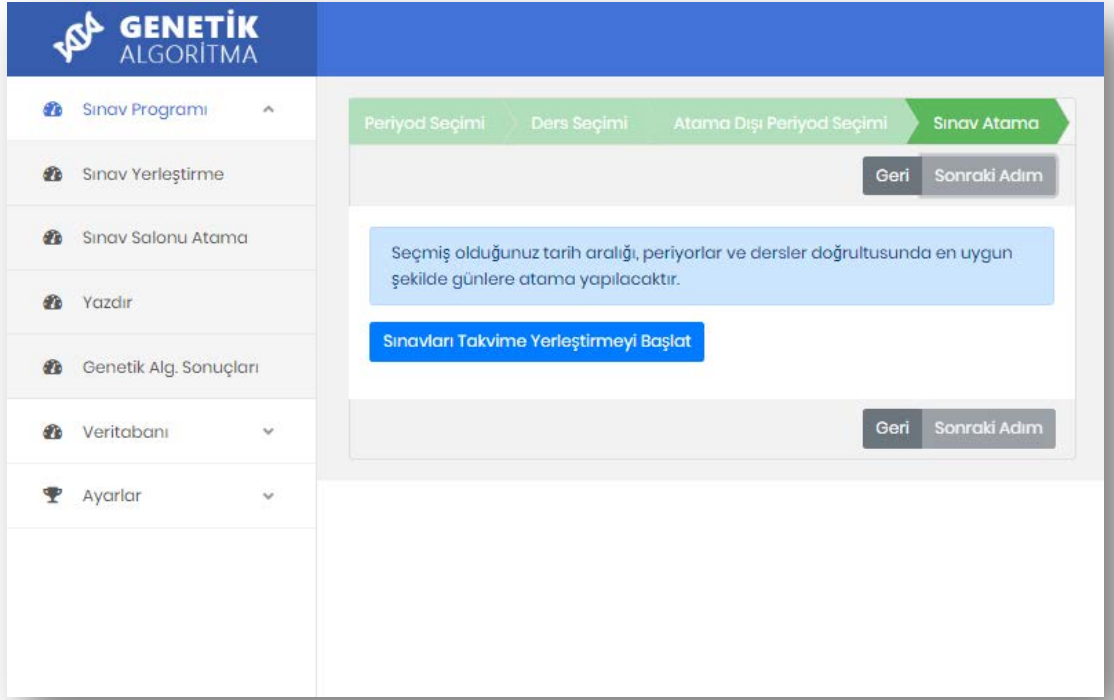 GENETİK
ALGORİTMA
Sınav Programı
Sınav Yerleştirme
Sınav Salonu Atama
Yazdır
Genetik Alg. Sonuçları
Veritabanı
Ayarlar
Periyod Seçimi
Ders Seçimi
Atama Dışı Periyod Seçimi
Sınav Atama
Geri
Sonraki Adım
Seçmiş olduğunuz tarih aralığı, periyorlar ve dersler doğrultusunda en uygun
şekilde günlere atama yapılacaktır.
Sınavları Takvime Yerleştirmeyi Başlat
Geri
Sonraki Adım